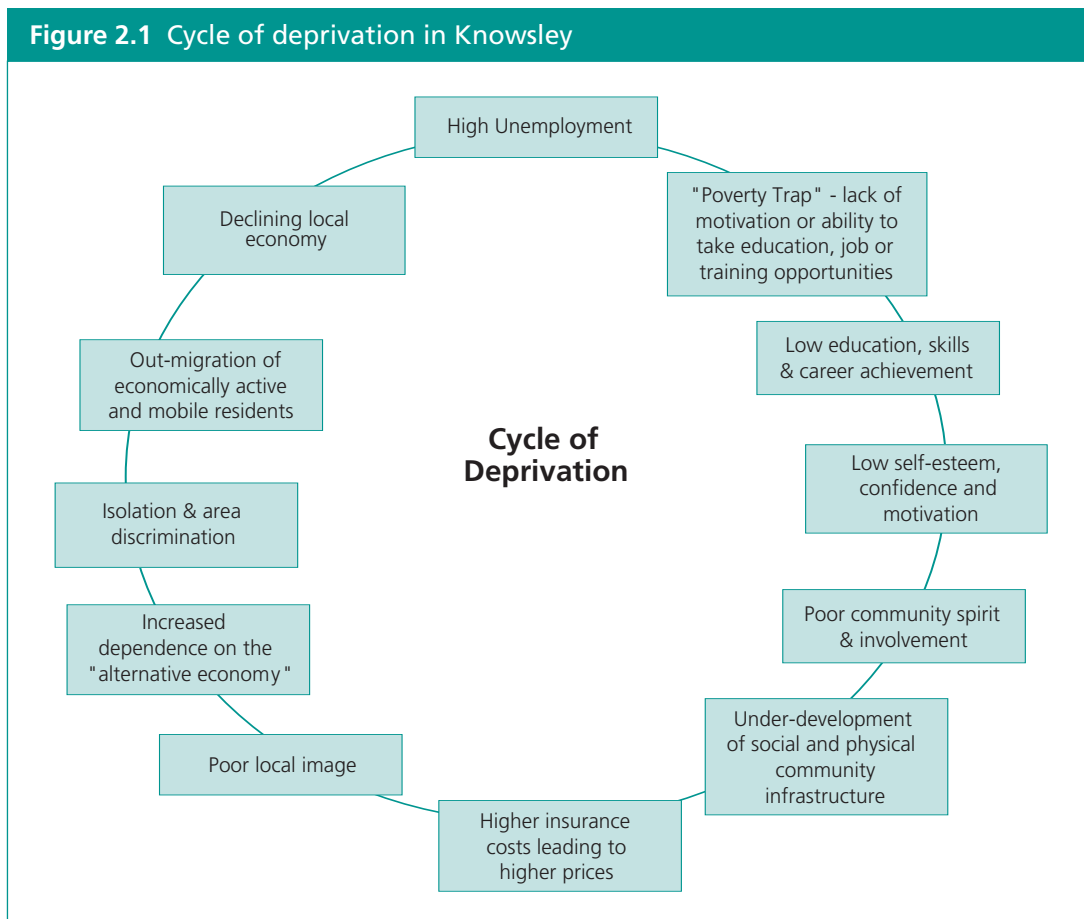 Figure 2.1 Cycle of deprivation in Knowsley
High Unemployment
"Poverty Trap" - lack of
motivation or ability to
take education, job or
training opportunities
Low education, skills
& career achievement
Low self-esteem,
confidence and
motivation
Poor community spirit
& involvement
Under-development
of social and physical
community
infrastructure
Higher insurance
costs leading to
higher prices
Poor local image
Increased
dependence on the
"alternative economy"
Isolation & area
discrimination
Out-migration of
economically active
and mobile residents
Declining local
economy
Cycle of
Deprivation